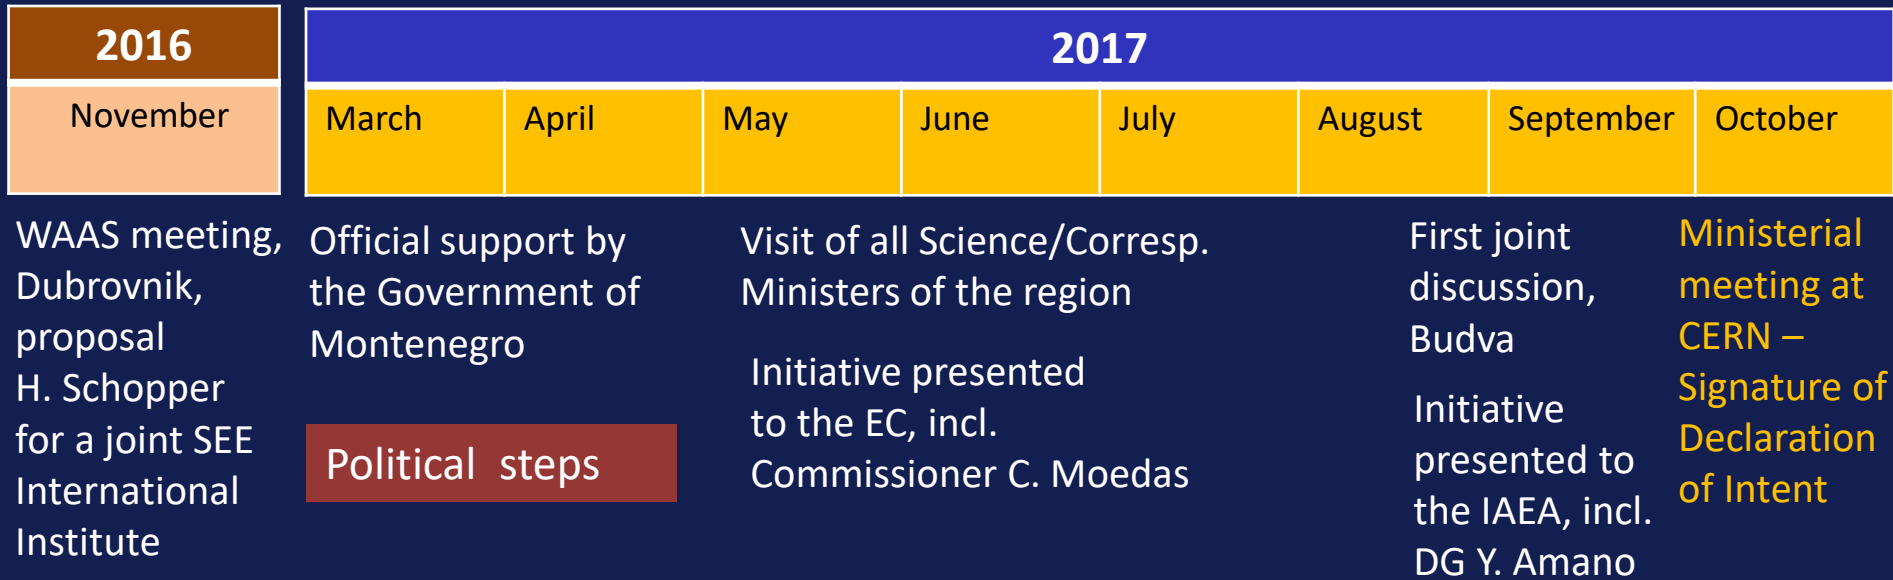 2016
2017
November
March
April
May
June
July
August
September
October
WAAS meeting,
Dubrovnik,
proposal
H. Schopper
for a joint SEE
International
Institute
Official support by
the Government of
Montenegro
Political steps
Visit of all Science/Corresp.
Ministers of the region
Initiative presented
to the EC, incl.
Commissioner C. Moedas
First joint
discussion,
Budva
Initiative
presented to
the IAEA, incl.
DG Y. Amano
Ministerial
meeting at
CERN –
Signature of
Declaration
of Intent